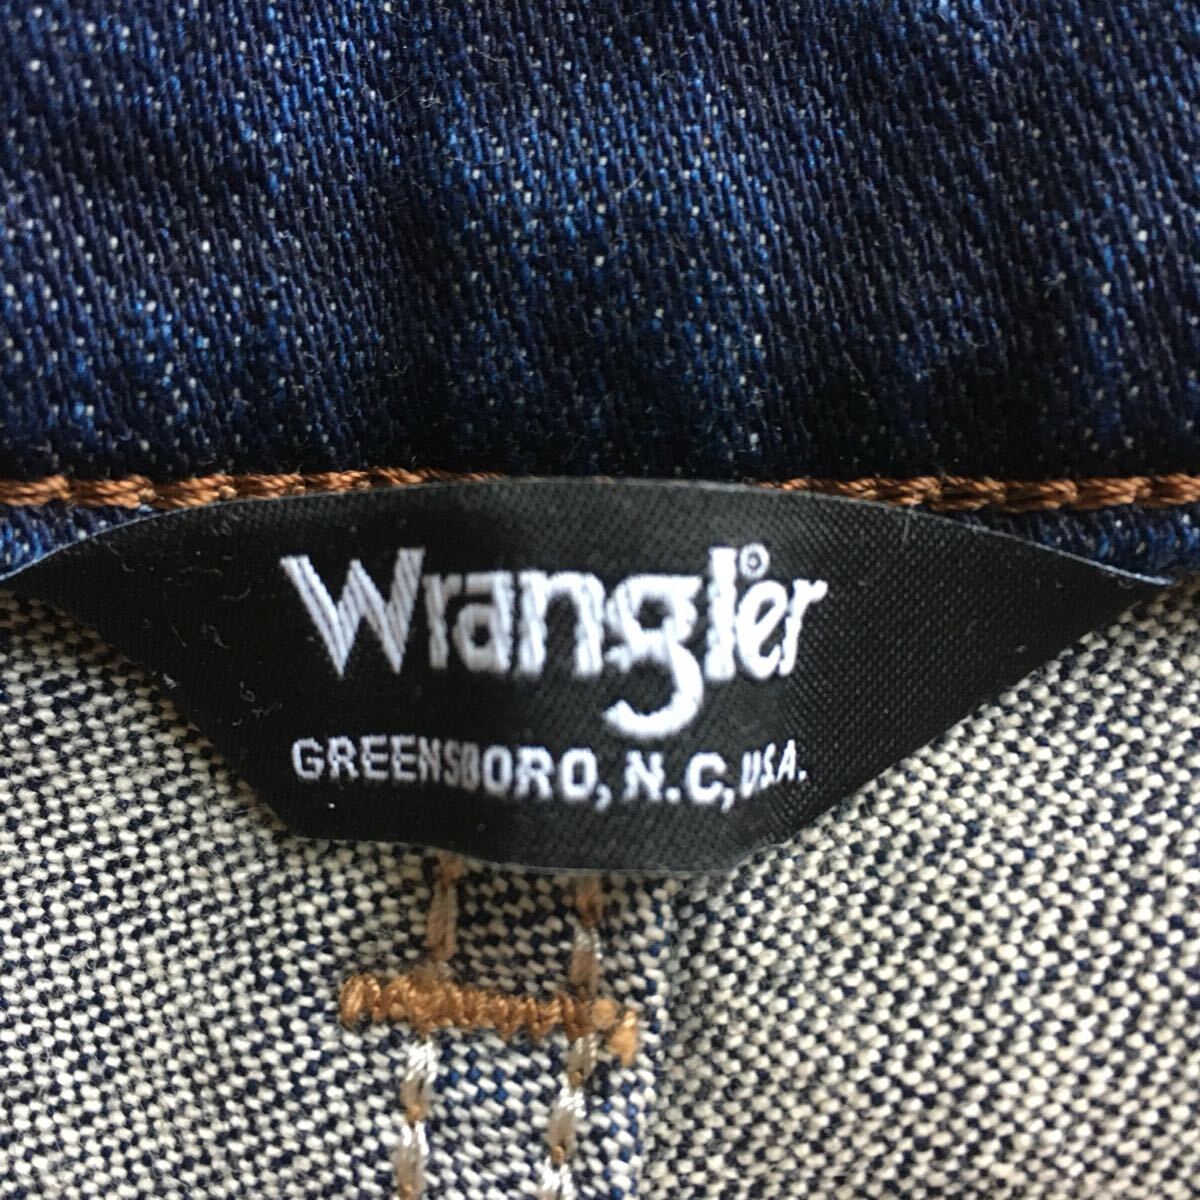 Wrangler®
GREENSBORO, N.C, U.S.A.